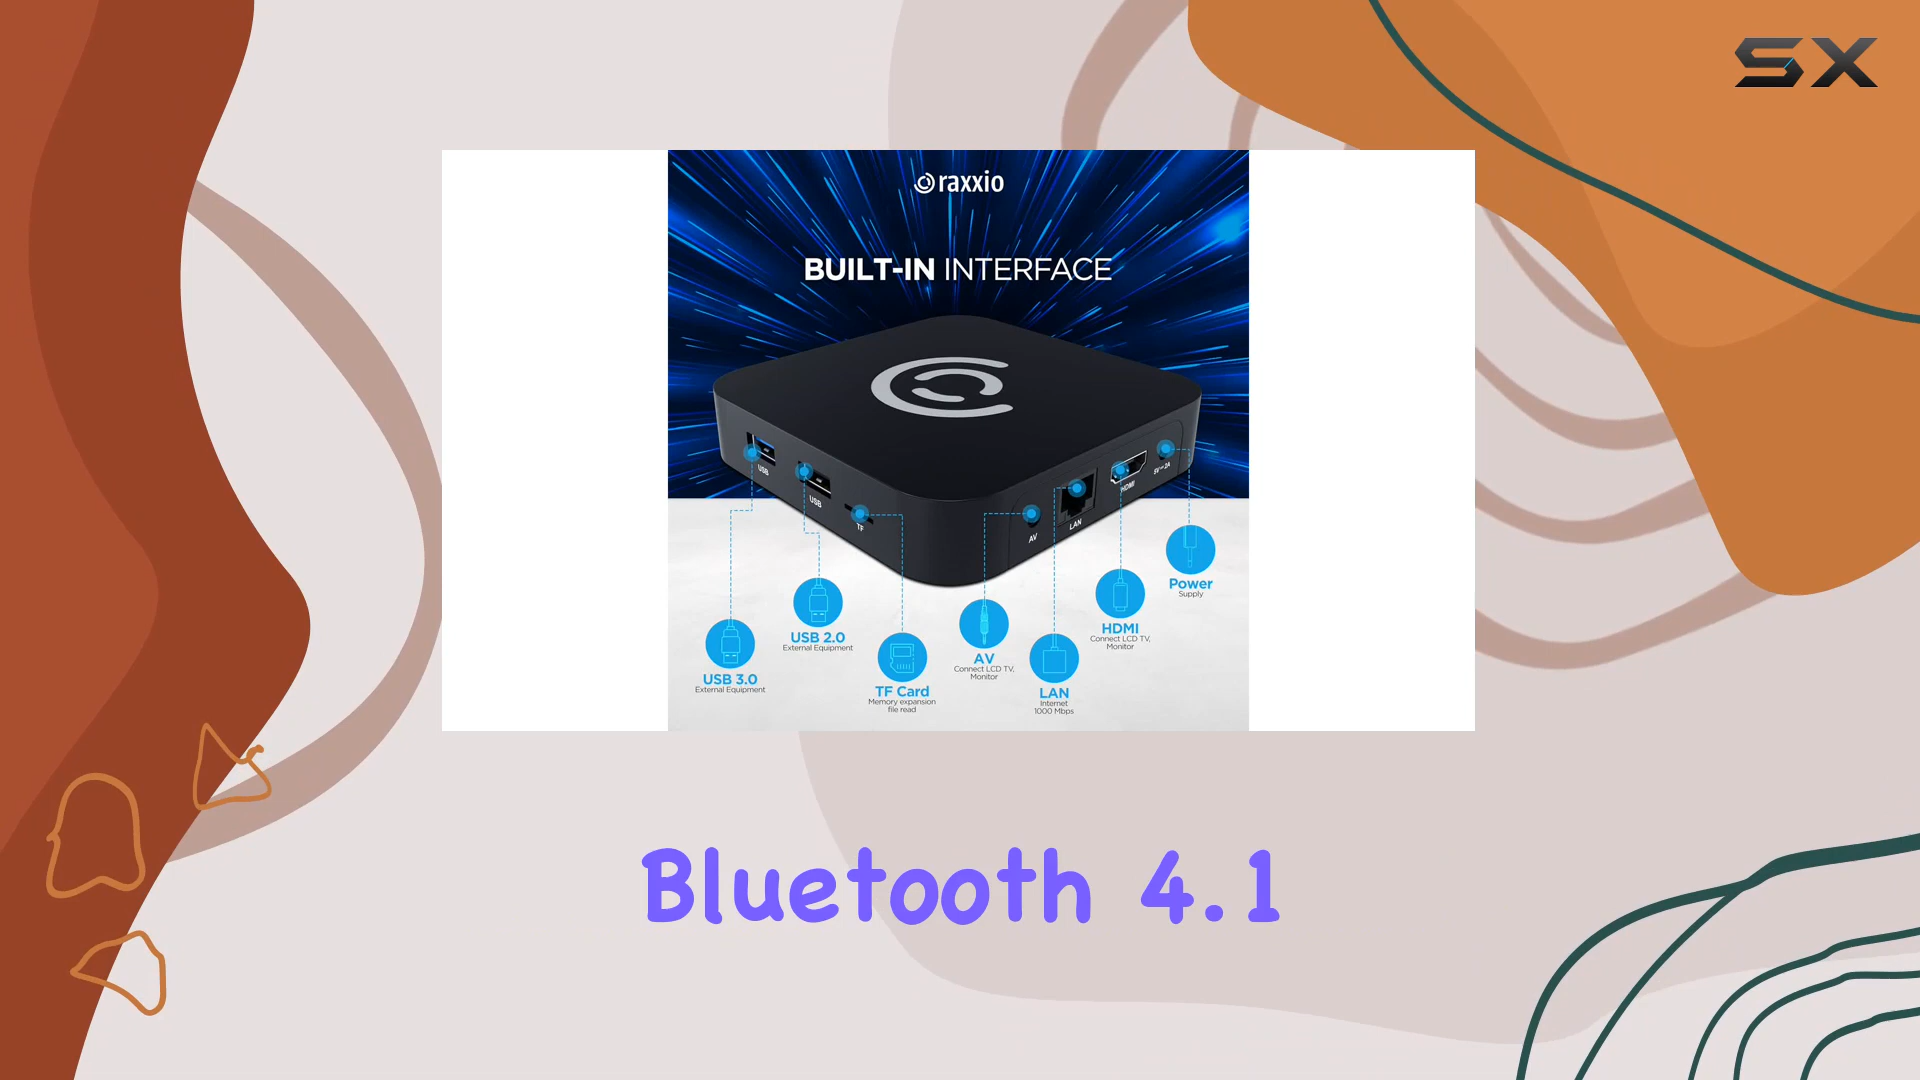 SX
raxxio
BUILT-IN INTERFACE
USB
USB
TF
AV
LAN
HDMI
5V⎓2A
Power
Supply
HDMI
Connect LCD TV,
Monitor
USB 2.0
External Equipment
AV
Connect LCD TV,
Monitor
USB 3.0
External Equipment
TF Card
Memory expansion
file read
LAN
Internet
1000 Mbps
Bluetooth 4.1